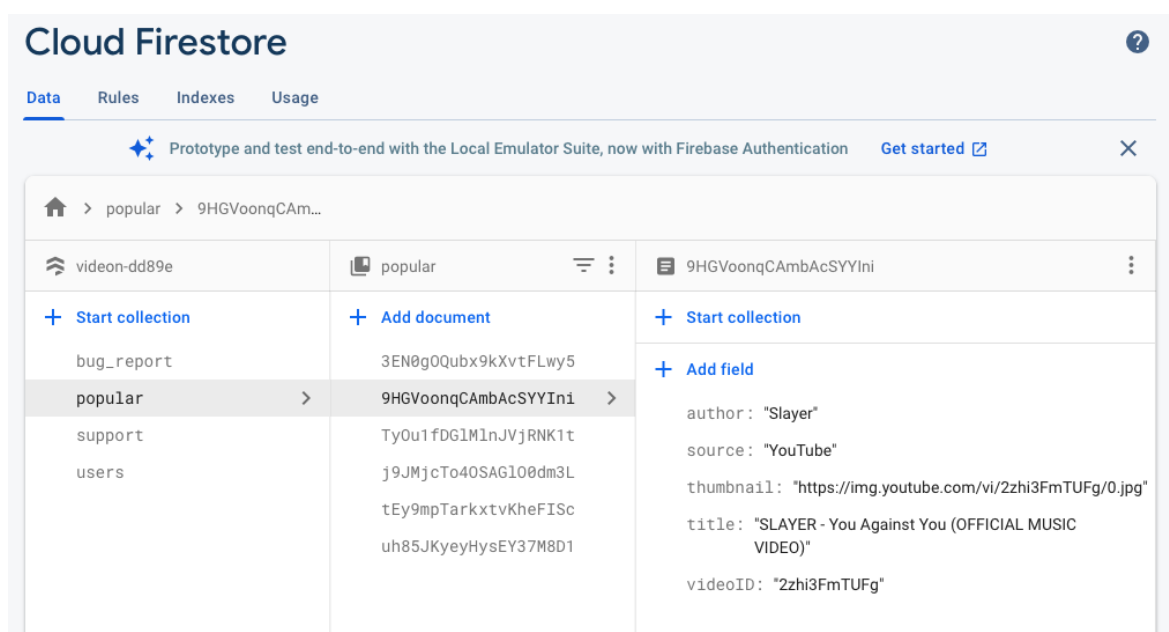 Cloud Firestore
Data Rules Indexes Usage
Prototype and test end-to-end with the Local Emulator Suite, now with Firebase Authentication Get started
popular > 9HGVoonqCAm...
videon-dd89e
Start collection
bug_report
popular
support
users
popular
Add document
3EN0gOQubx9kXvtFLwy5
9HGVoonqCAmbAcSYYIni
TyOu1fDGlMlnJVjRNK1t
j9JMjcTo4OSAGlO0dm3L
tEy9mpTarkxtvKheFISc
uh85JKyeyHysEY37M8D1
9HGVoonqCAmbAcSYYIni
Start collection
Add field
author: "Slayer"
source: "YouTube"
thumbnail: "https://img.youtube.com/vi/2zhi3FmTUFg/0.jpg"
title: "SLAYER - You Against You (OFFICIAL MUSIC
VIDEO)"
videoID: "2zhi3FmTUFg"